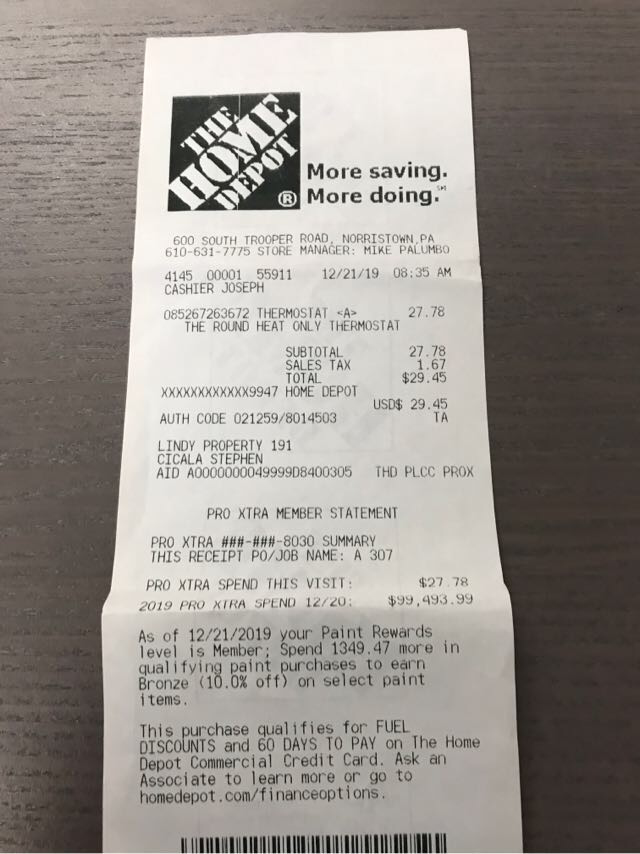 THE
HOME
DEPOT
®
More saving.
More doing.℠
600 SOUTH TROOPER ROAD, NORRISTOWN,PA
610-631-7775 STORE MANAGER: MIKE PALUMBO
4145 00001 55911 12/21/19 08:35 AM
CASHIER JOSEPH
085267263672 THERMOSTAT <A> 27.78
THE ROUND HEAT ONLY THERMOSTAT
SUBTOTAL 27.78
SALES TAX 1.67
TOTAL $29.45
XXXXXXXXXXXX9947 HOME DEPOT
USD$ 29.45
AUTH CODE 021259/8014503 TA
LINDY PROPERTY 191
CICALA STEPHEN
AID A0000000049999D8400305 THD PLCC PROX
PRO XTRA MEMBER STATEMENT
PRO XTRA ###-###-8030 SUMMARY
THIS RECEIPT PO/JOB NAME: A 307
PRO XTRA SPEND THIS VISIT: $27.78
2019 PRO XTRA SPEND 12/20: $99,493.99
As of 12/21/2019 your Paint Rewards
level is Member; Spend 1349.47 more in
qualifying paint purchases to earn
Bronze (10.0% off) on select paint
items.
This purchase qualifies for FUEL
DISCOUNTS and 60 DAYS TO PAY on The Home
Depot Commercial Credit Card. Ask an
Associate to learn more or go to
homedepot.com/financeoptions.